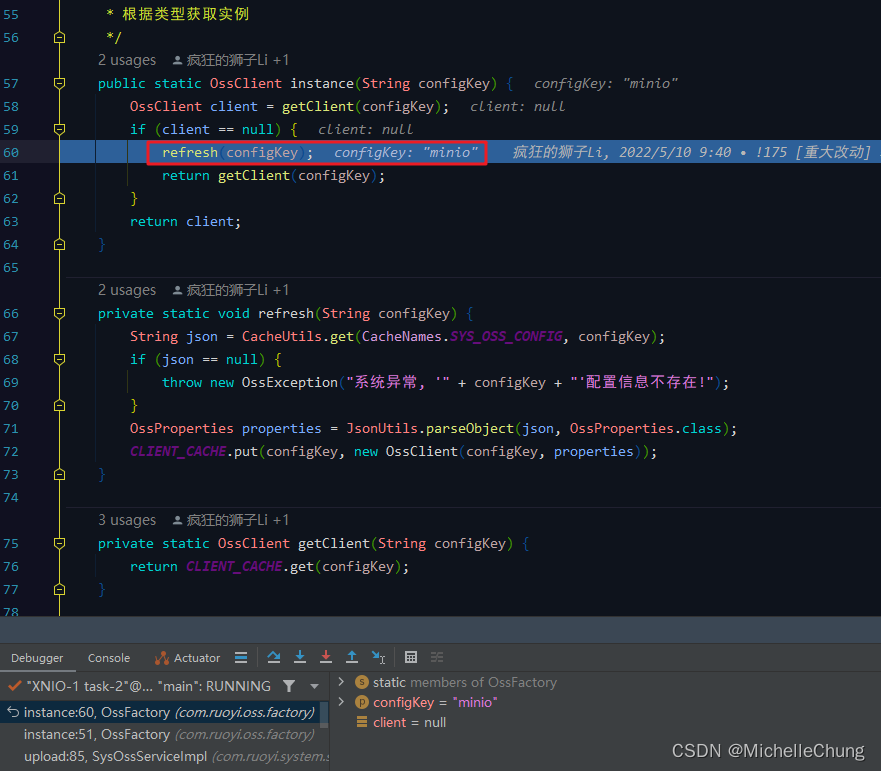 55 * 根据类型获取实例
56 */
2 usages 疯狂的狮子Li +1
57 public static OssClient instance(String configKey) { configKey: "minio"
58 OssClient client = getClient(configKey); client: null
59 if (client == null) { client: null
60 refresh(configKey); configKey: "minio" 疯狂的狮子Li, 2022/5/10 9:40 • !175 [重大改动]
61 return getClient(configKey);
62 }
63 return client;
64 }
65
2 usages 疯狂的狮子Li +1
66 private static void refresh(String configKey) {
67 String json = CacheUtils.get(CacheNames.SYS_OSS_CONFIG, configKey);
68 if (json == null) {
69 throw new OssException("系统异常, '" + configKey + "'配置信息不存在!");
70 }
71 OssProperties properties = JsonUtils.parseObject(json, OssProperties.class);
72 CLIENT_CACHE.put(configKey, new OssClient(configKey, properties));
73 }
74
3 usages 疯狂的狮子Li +1
75 private static OssClient getClient(String configKey) {
76 return CLIENT_CACHE.get(configKey);
77 }
78
Debugger Console Actuator
"XNIO-1 task-2"@... "main": RUNNING
instance:60, OssFactory (com.ruoyi.oss.factory)
instance:51, OssFactory (com.ruoyi.oss.factory)
upload:85, SysOssServiceImpl (com.ruoyi.system.s
s static members of OssFactory
p configKey = "minio"
client = null
CSDN @MichelleChung